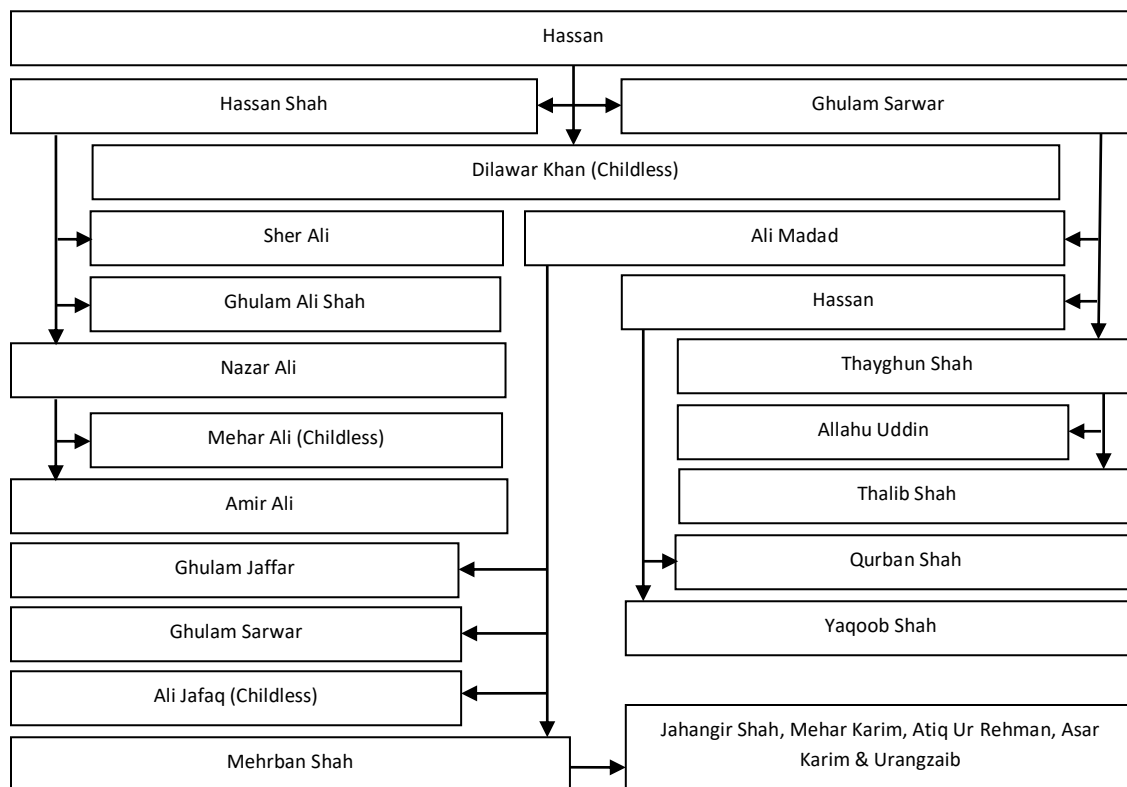 Hassan
Hassan Shah
Ghulam Sarwar
Dilawar Khan (Childless)
Sher Ali
Ali Madad
Ghulam Ali Shah
Hassan
Nazar Ali
Thayghun Shah
Mehar Ali (Childless)
Allahu Uddin
Amir Ali
Thalib Shah
Ghulam Jaffar
Qurban Shah
Ghulam Sarwar
Yaqoob Shah
Ali Jafaq (Childless)
Mehrban Shah
Jahangir Shah, Mehar Karim, Atiq Ur Rehman, Asar
Karim & Urangzaib